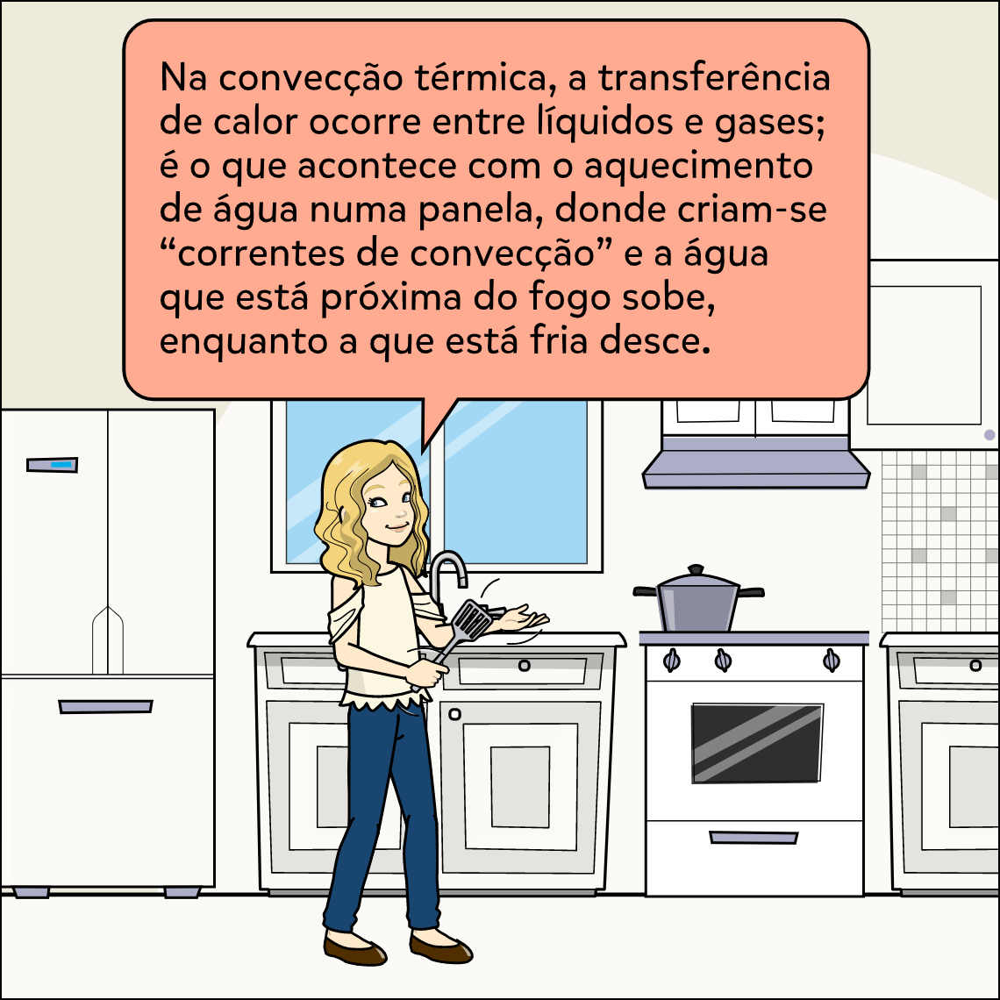 Na convecção térmica, a transferência
de calor ocorre entre líquidos e gases;
é o que acontece com o aquecimento
de água numa panela, donde criam-se
“correntes de convecção” e a água
que está próxima do fogo sobe,
enquanto a que está fria desce.